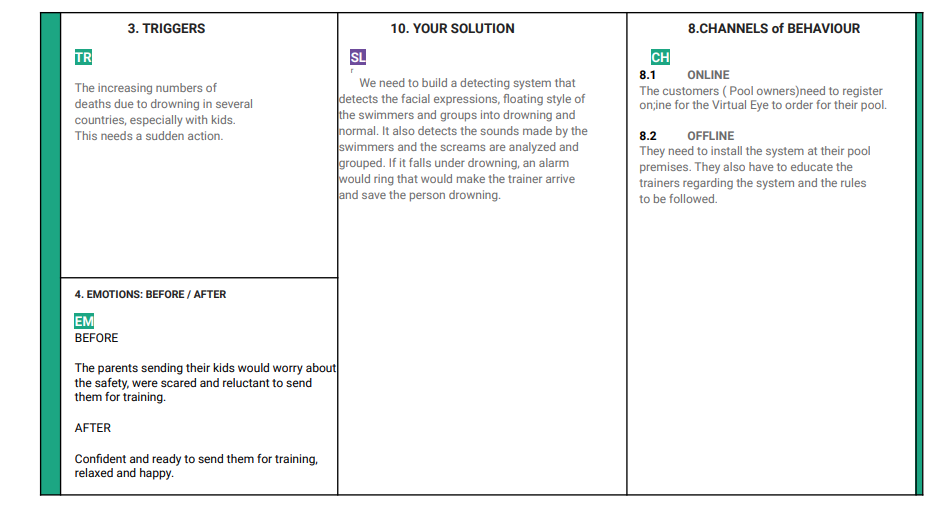 3. TRIGGERS
TR
The increasing numbers of
deaths due to drowning in several
countries, especially with kids.
This needs a sudden action.
4. EMOTIONS: BEFORE / AFTER
EM
BEFORE
The parents sending their kids would worry about
the safety, were scared and reluctant to send
them for training.
AFTER
Confident and ready to send them for training,
relaxed and happy.
10. YOUR SOLUTION
SL
r
We need to build a detecting system that
detects the facial expressions, floating style of
the swimmers and groups into drowning and
normal. It also detects the sounds made by the
swimmers and the screams are analyzed and
grouped. If it falls under drowning, an alarm
would ring that would make the trainer arrive
and save the person drowning.
8.CHANNELS of BEHAVIOUR
CH
8.1 ONLINE
The customers ( Pool owners)need to register
on;ine for the Virtual Eye to order for their pool.
8.2 OFFLINE
They need to install the system at their pool
premises. They also have to educate the
trainers regarding the system and the rules
to be followed.